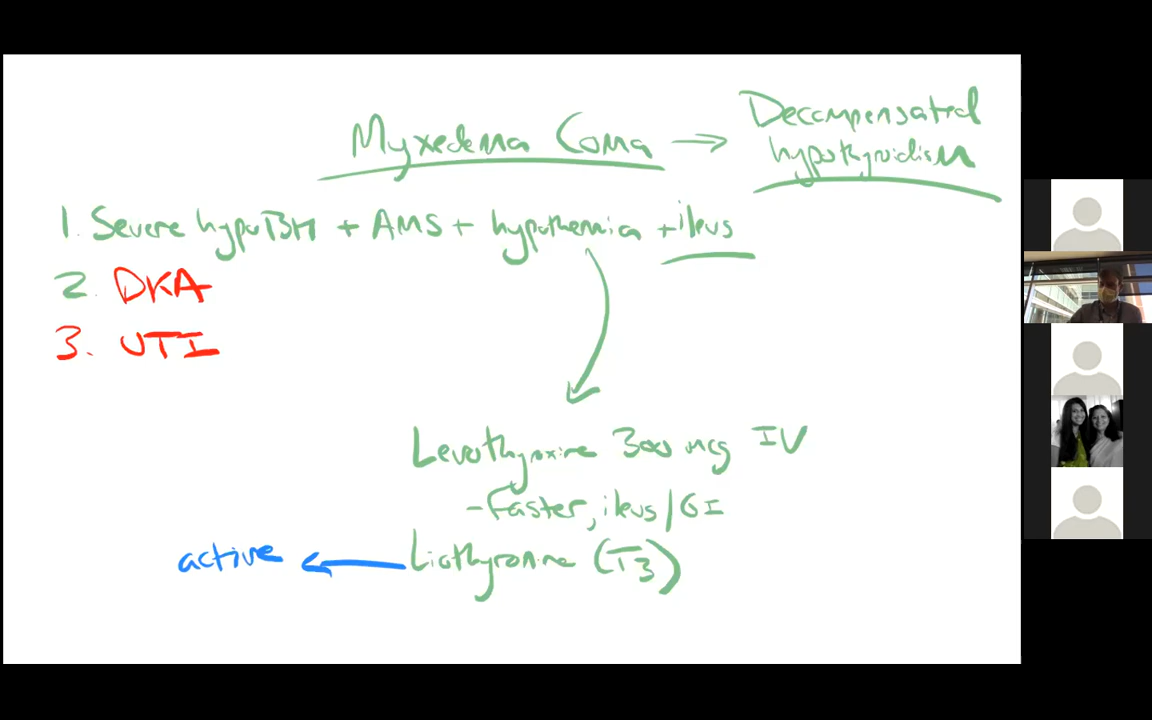 Myxedema Coma → Decompensated
hypothyroidism
1. Severe hypoTSH + AMS + hypothemia + ileus
2. DKA
3. UTI
Levothyroxine 300 mcg IV
- Faster, ileus/GI
active ← Liothyronine (T3)